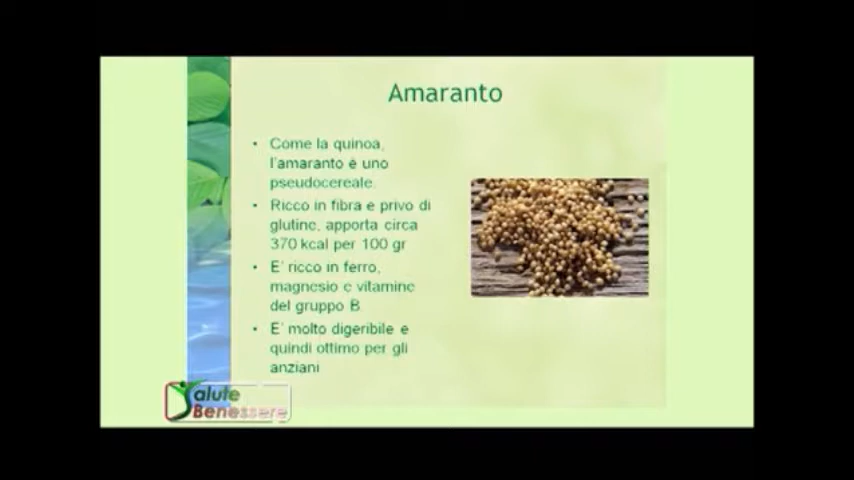 Amaranto
• Come la quinoa,
l'amaranto è uno
pseudocereale.
• Ricco in fibra e privo di
glutine, apporta circa
370 kcal per 100 gr
• E' ricco in ferro,
magnesio e vitamine
del gruppo B
• E' molto digeribile e
quindi ottimo per gli
anziani
Salute
Benessere